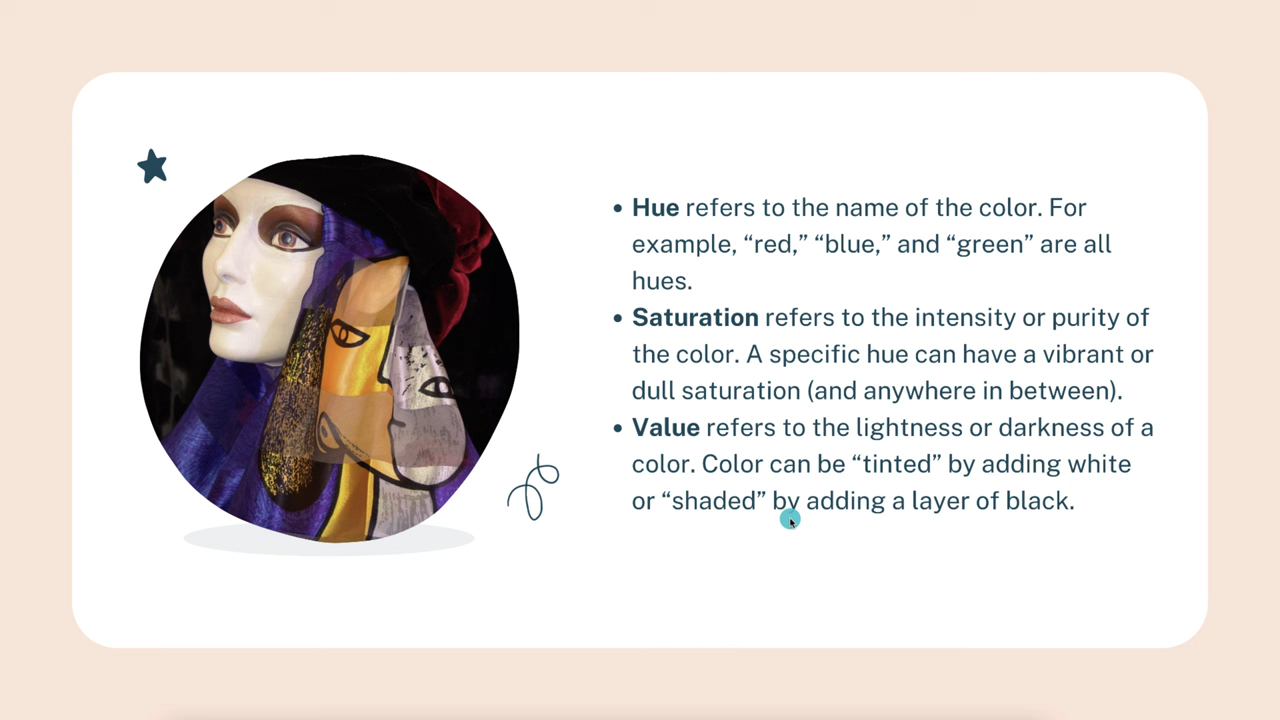 • Hue refers to the name of the color. For
example, “red,” “blue,” and “green” are all
hues.
• Saturation refers to the intensity or purity of
the color. A specific hue can have a vibrant or
dull saturation (and anywhere in between).
• Value refers to the lightness or darkness of a
color. Color can be “tinted” by adding white
or “shaded” by adding a layer of black.